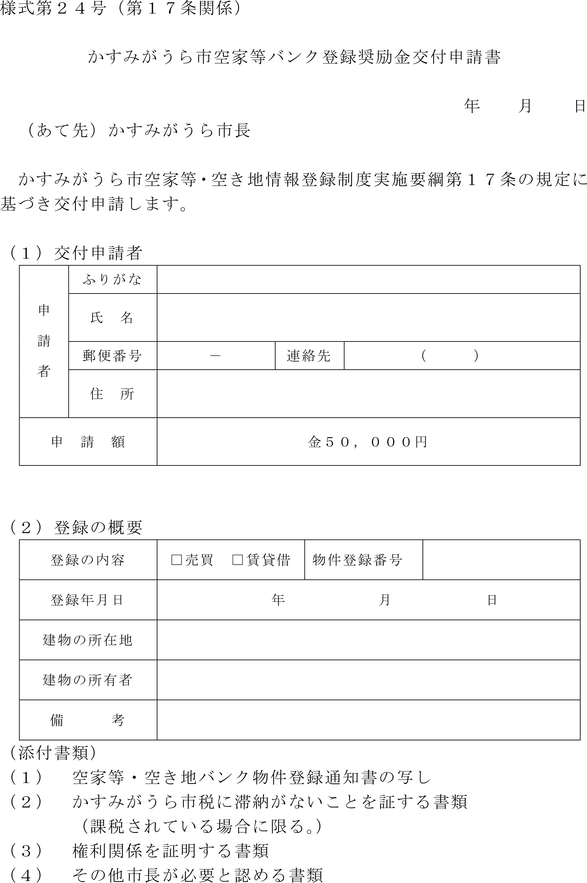 様式第24号（第17条関係）
かすみがうら市空家等バンク登録奨励金交付申請書
年　　月　　日
（あて先）かすみがうら市長
かすみがうら市空家等・空き地情報登録制度実施要綱第１７条の規定に
基づき交付申請します。
（１）交付申請者
申請者
ふりがな
氏　名
郵便番号　－　連絡先　（　　　）
住　所
申　請　額　金５０，０００円
（２）登録の概要
登録の内容　□売買　□賃貸借　物件登録番号
登録年月日　年　　月　　日
建物の所在地
建物の所有者
備　　考
（添付書類）
（１）　空家等・空き地バンク物件登録通知書の写し
（２）　かすみがうら市税に滞納がないことを証する書類
（課税されている場合に限る。）
（３）　権利関係を証明する書類
（４）　その他市長が必要と認める書類